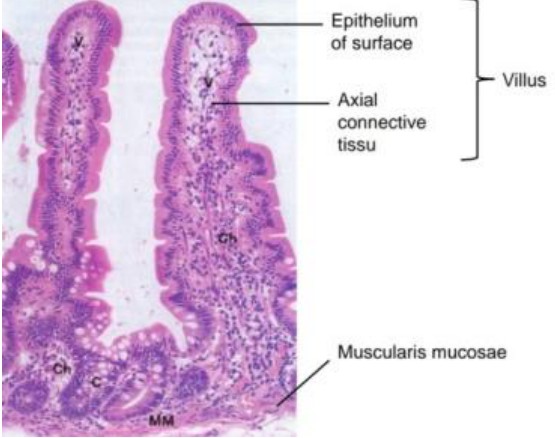 Epithelium
of surface
Villus
Axial
connective
tissu
V
V
Ch
Ch
C
MM
Muscularis mucosae